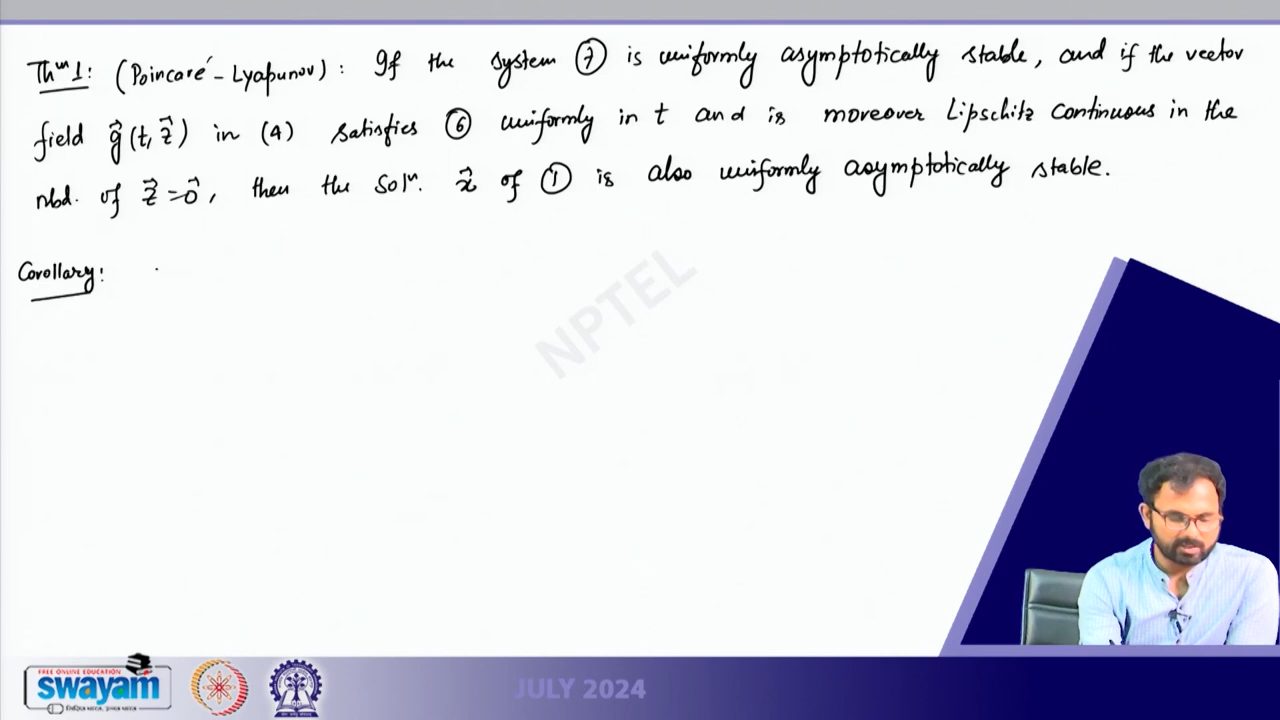 Thm 1: (Poincaré-Lyapunov): If the system ⑦ is uniformly asymptotically stable, and if the vector
field g⃗(t, z⃗) in (4) satisfies ⑥ uniformly in t and is moreover Lipschitz continuous in the
nbd. of z⃗ = 0⃗, then the Soln. x⃗ of ① is also uniformly asymptotically stable.
Corollary:
NPTEL
FREE ONLINE EDUCATION
swayam
JULY 2024